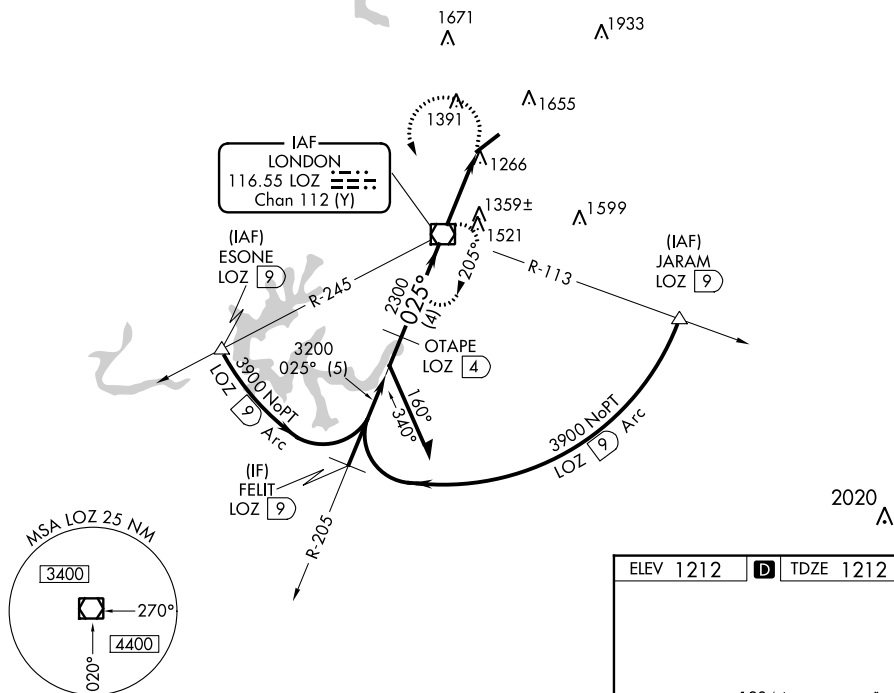 1671
1933
1391
1655
IAF
LONDON
116.55 LOZ
Chan 112 (Y)
1266
1359±
1521
1599
(IAF)
ESONE
LOZ 9
R-245
205°
R-113
(IAF)
JARAM
LOZ 9
2300
025°
(4)
3200
025° (5)
OTAPE
LOZ 4
3900 NoPT
LOZ 9 Arc
160°
340°
3900 NoPT
LOZ 9 Arc
(IF)
FELIT
LOZ 9
R-205
2020
MSA LOZ 25 NM
3400
270°
4400
020°
ELEV 1212 D TDZE 1212